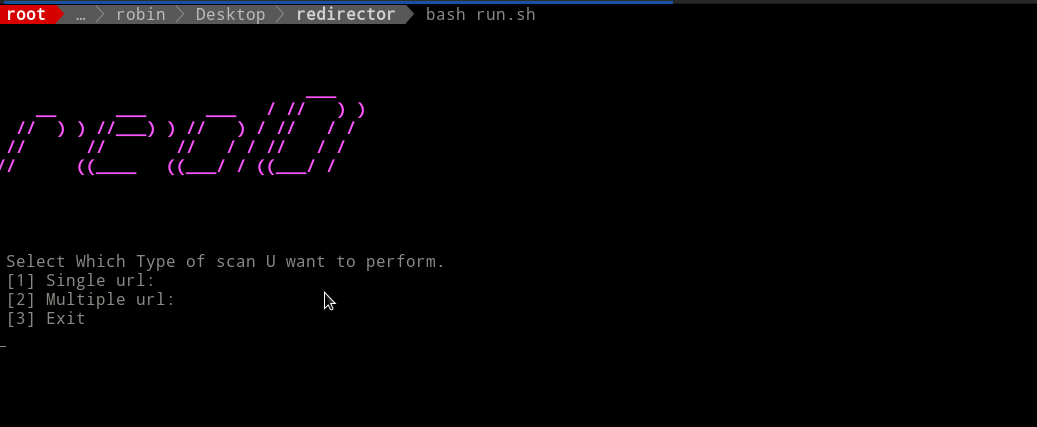 root … robin Desktop redirector bash run.sh
Select Which Type of scan U want to perform.
[1] Single url:
[2] Multiple url:
[3] Exit